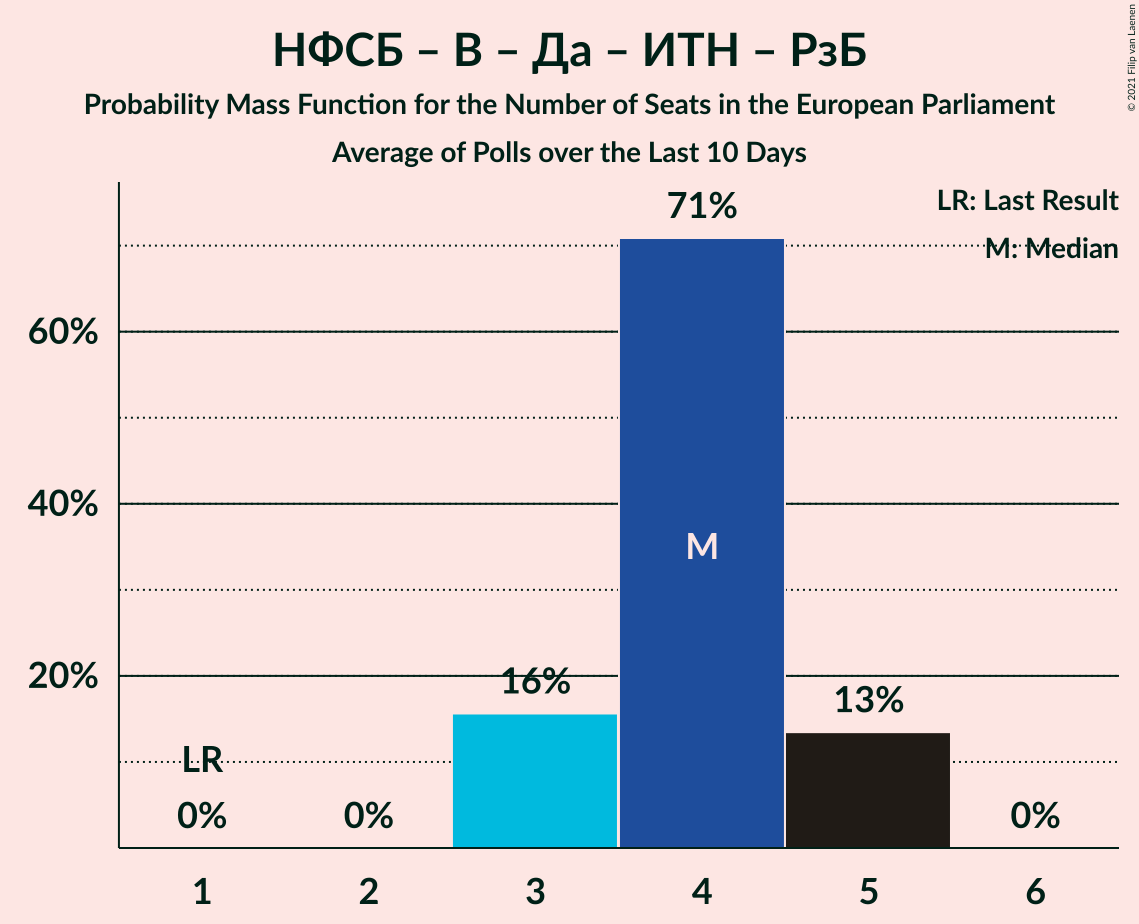 НФСБ – В – Да – ИТН – РзБ
Probability Mass Function for the Number of Seats in the European Parliament
Average of Polls over the Last 10 Days
© 2021 Filip van Laenen
LR: Last Result
M: Median
71%
60%
40%
20%
M
16%
13%
LR
0%
0%
0%
1
2
3
4
5
6